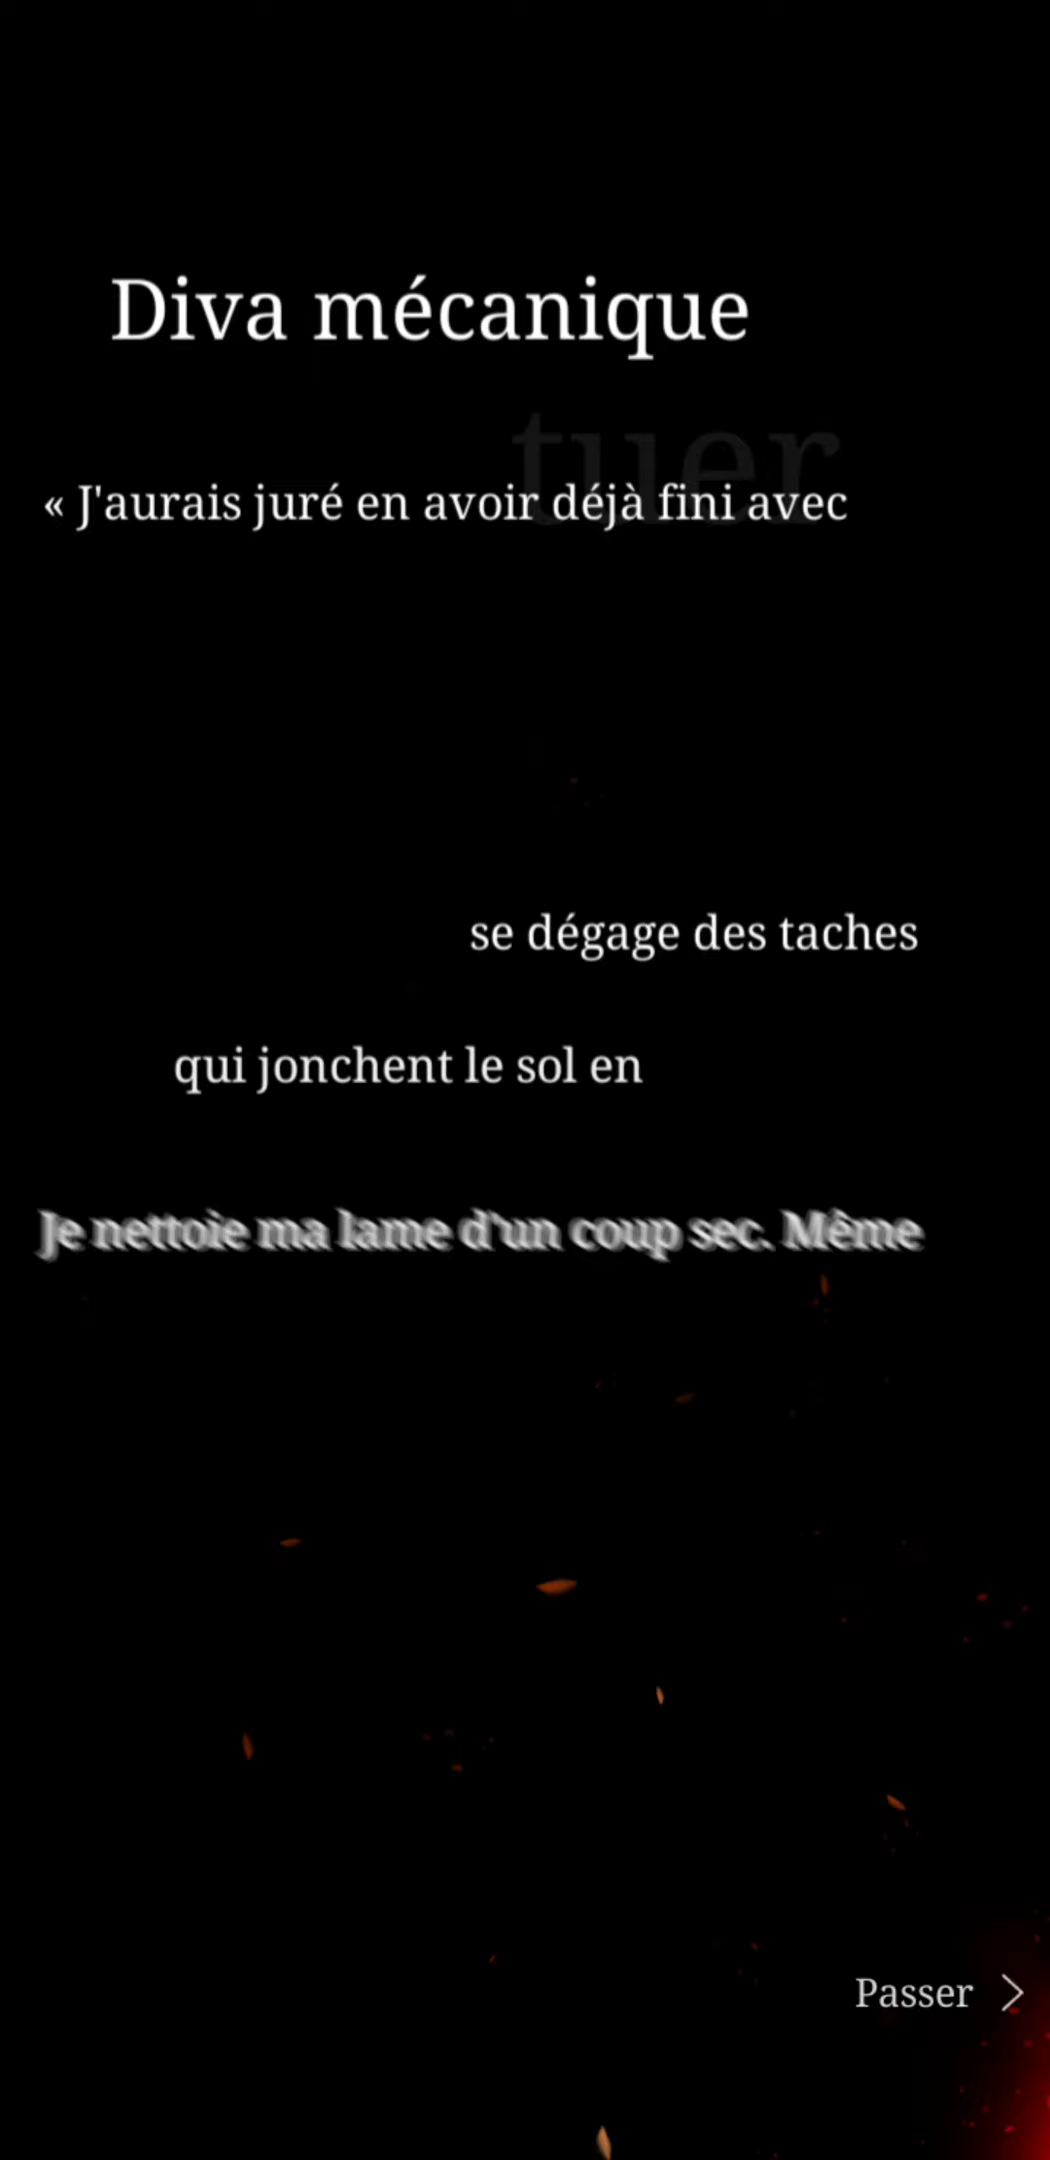 Diva mécanique
tuer
« J'aurais juré en avoir déjà fini avec
se dégage des taches
qui jonchent le sol en
Je nettoie ma lame d'un coup sec. Même
Passer